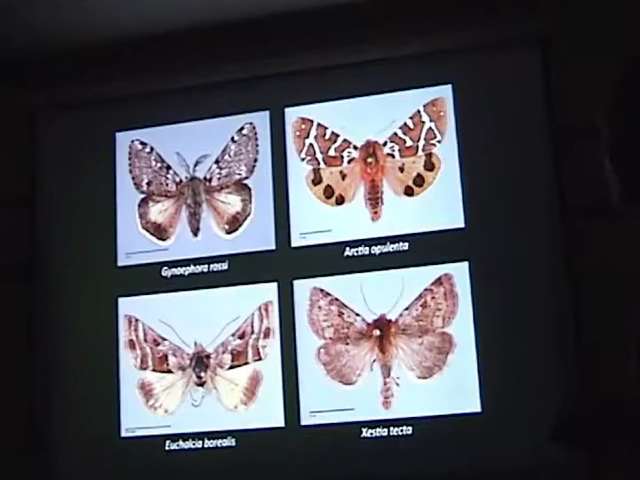 Gynaephora rossi
Arctia opulenta
Euchalcia borealis
Xestia tecta